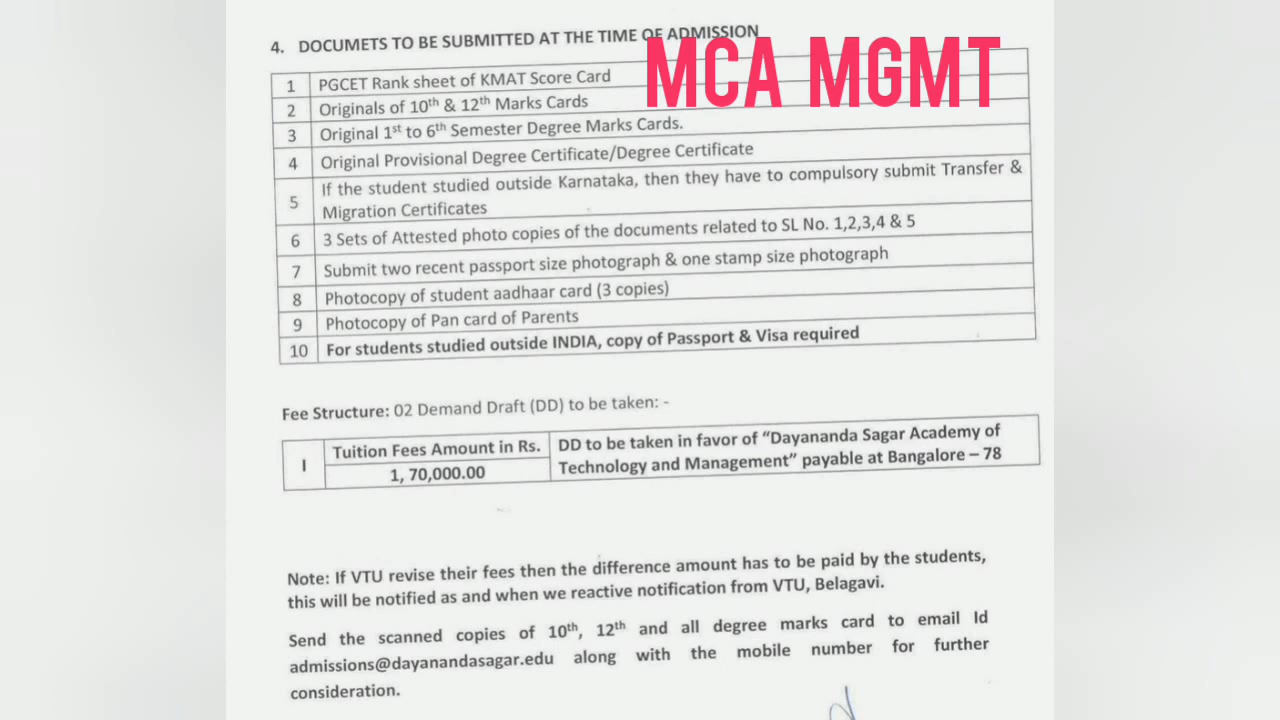 4. DOCUMETS TO BE SUBMITTED AT THE TIME OF ADMISSION
MCA MGMT
1 PGCET Rank sheet of KMAT Score Card
2 Originals of 10th & 12th Marks Cards
3 Original 1st to 6th Semester Degree Marks Cards.
4 Original Provisional Degree Certificate/Degree Certificate
5 If the student studied outside Karnataka, then they have to compulsory submit Transfer &
Migration Certificates
6 3 Sets of Attested photo copies of the documents related to SL No. 1,2,3,4 & 5
7 Submit two recent passport size photograph & one stamp size photograph
8 Photocopy of student aadhaar card (3 copies)
9 Photocopy of Pan card of Parents
10 For students studied outside INDIA, copy of Passport & Visa required
Fee Structure: 02 Demand Draft (DD) to be taken: -
I
Tuition Fees Amount in Rs.
1, 70,000.00
DD to be taken in favor of “Dayananda Sagar Academy of
Technology and Management” payable at Bangalore – 78
Note: If VTU revise their fees then the difference amount has to be paid by the students,
this will be notified as and when we reactive notification from VTU, Belagavi.
Send the scanned copies of 10th, 12th and all degree marks card to email Id
admissions@dayanandasagar.edu along with the mobile number for further
consideration.